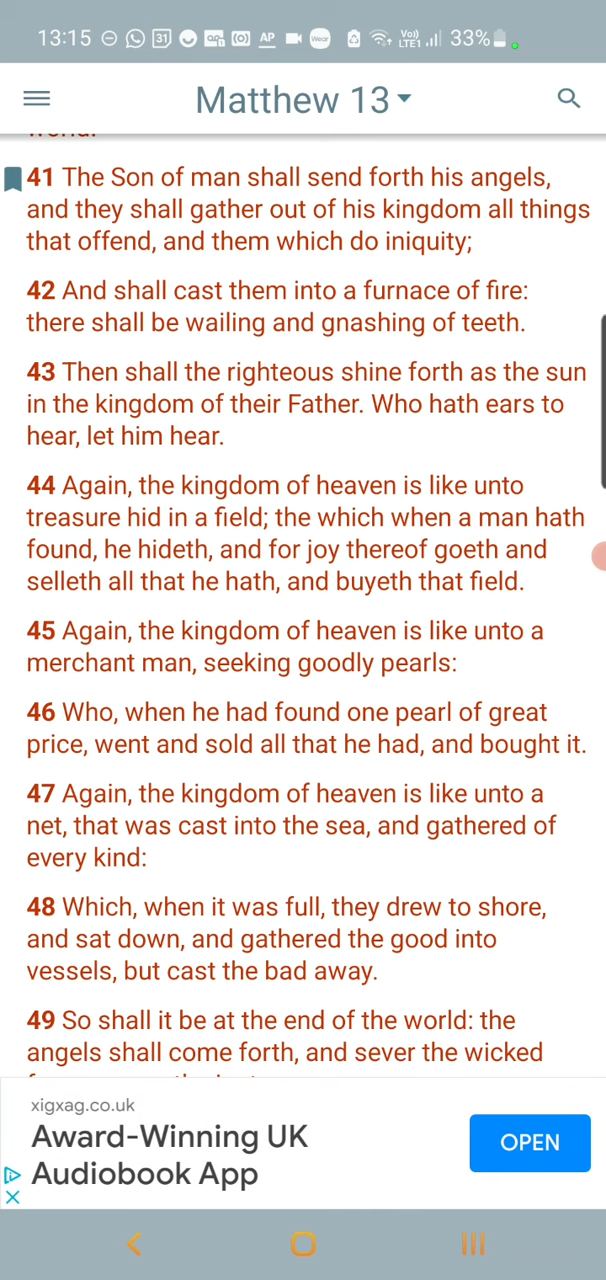 13:15
31
AP
Wear
Vo))
LTE1
33%
Matthew 13
world.
41 The Son of man shall send forth his angels,
and they shall gather out of his kingdom all things
that offend, and them which do iniquity;
42 And shall cast them into a furnace of fire:
there shall be wailing and gnashing of teeth.
43 Then shall the righteous shine forth as the sun
in the kingdom of their Father. Who hath ears to
hear, let him hear.
44 Again, the kingdom of heaven is like unto
treasure hid in a field; the which when a man hath
found, he hideth, and for joy thereof goeth and
selleth all that he hath, and buyeth that field.
45 Again, the kingdom of heaven is like unto a
merchant man, seeking goodly pearls:
46 Who, when he had found one pearl of great
price, went and sold all that he had, and bought it.
47 Again, the kingdom of heaven is like unto a
net, that was cast into the sea, and gathered of
every kind:
48 Which, when it was full, they drew to shore,
and sat down, and gathered the good into
vessels, but cast the bad away.
49 So shall it be at the end of the world: the
angels shall come forth, and sever the wicked
xigxag.co.uk
Award-Winning UK
Audiobook App
OPEN